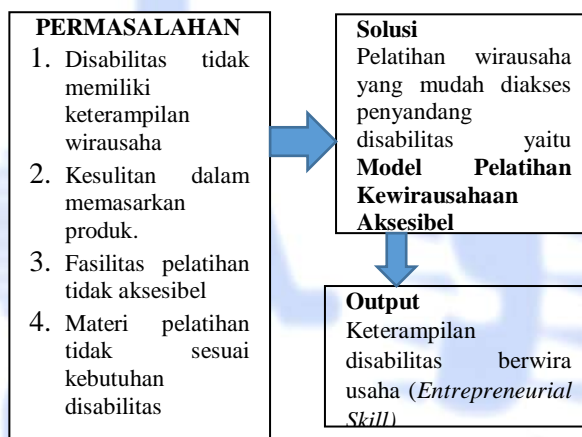 PERMASALAHAN
1. Disabilitas tidak
memiliki
keterampilan
wirausaha
2. Kesulitan dalam
memasarkan
produk.
3. Fasilitas pelatihan
tidak aksesibel
4. Materi pelatihan
tidak sesuai
kebutuhan
disabilitas
Solusi
Pelatihan wirausaha
yang mudah diakses
penyandang
disabilitas yaitu
Model Pelatihan
Kewirausahaan
Aksesibel
Output
Keterampilan
disabilitas berwira
usaha (Entrepreneurial
Skill)